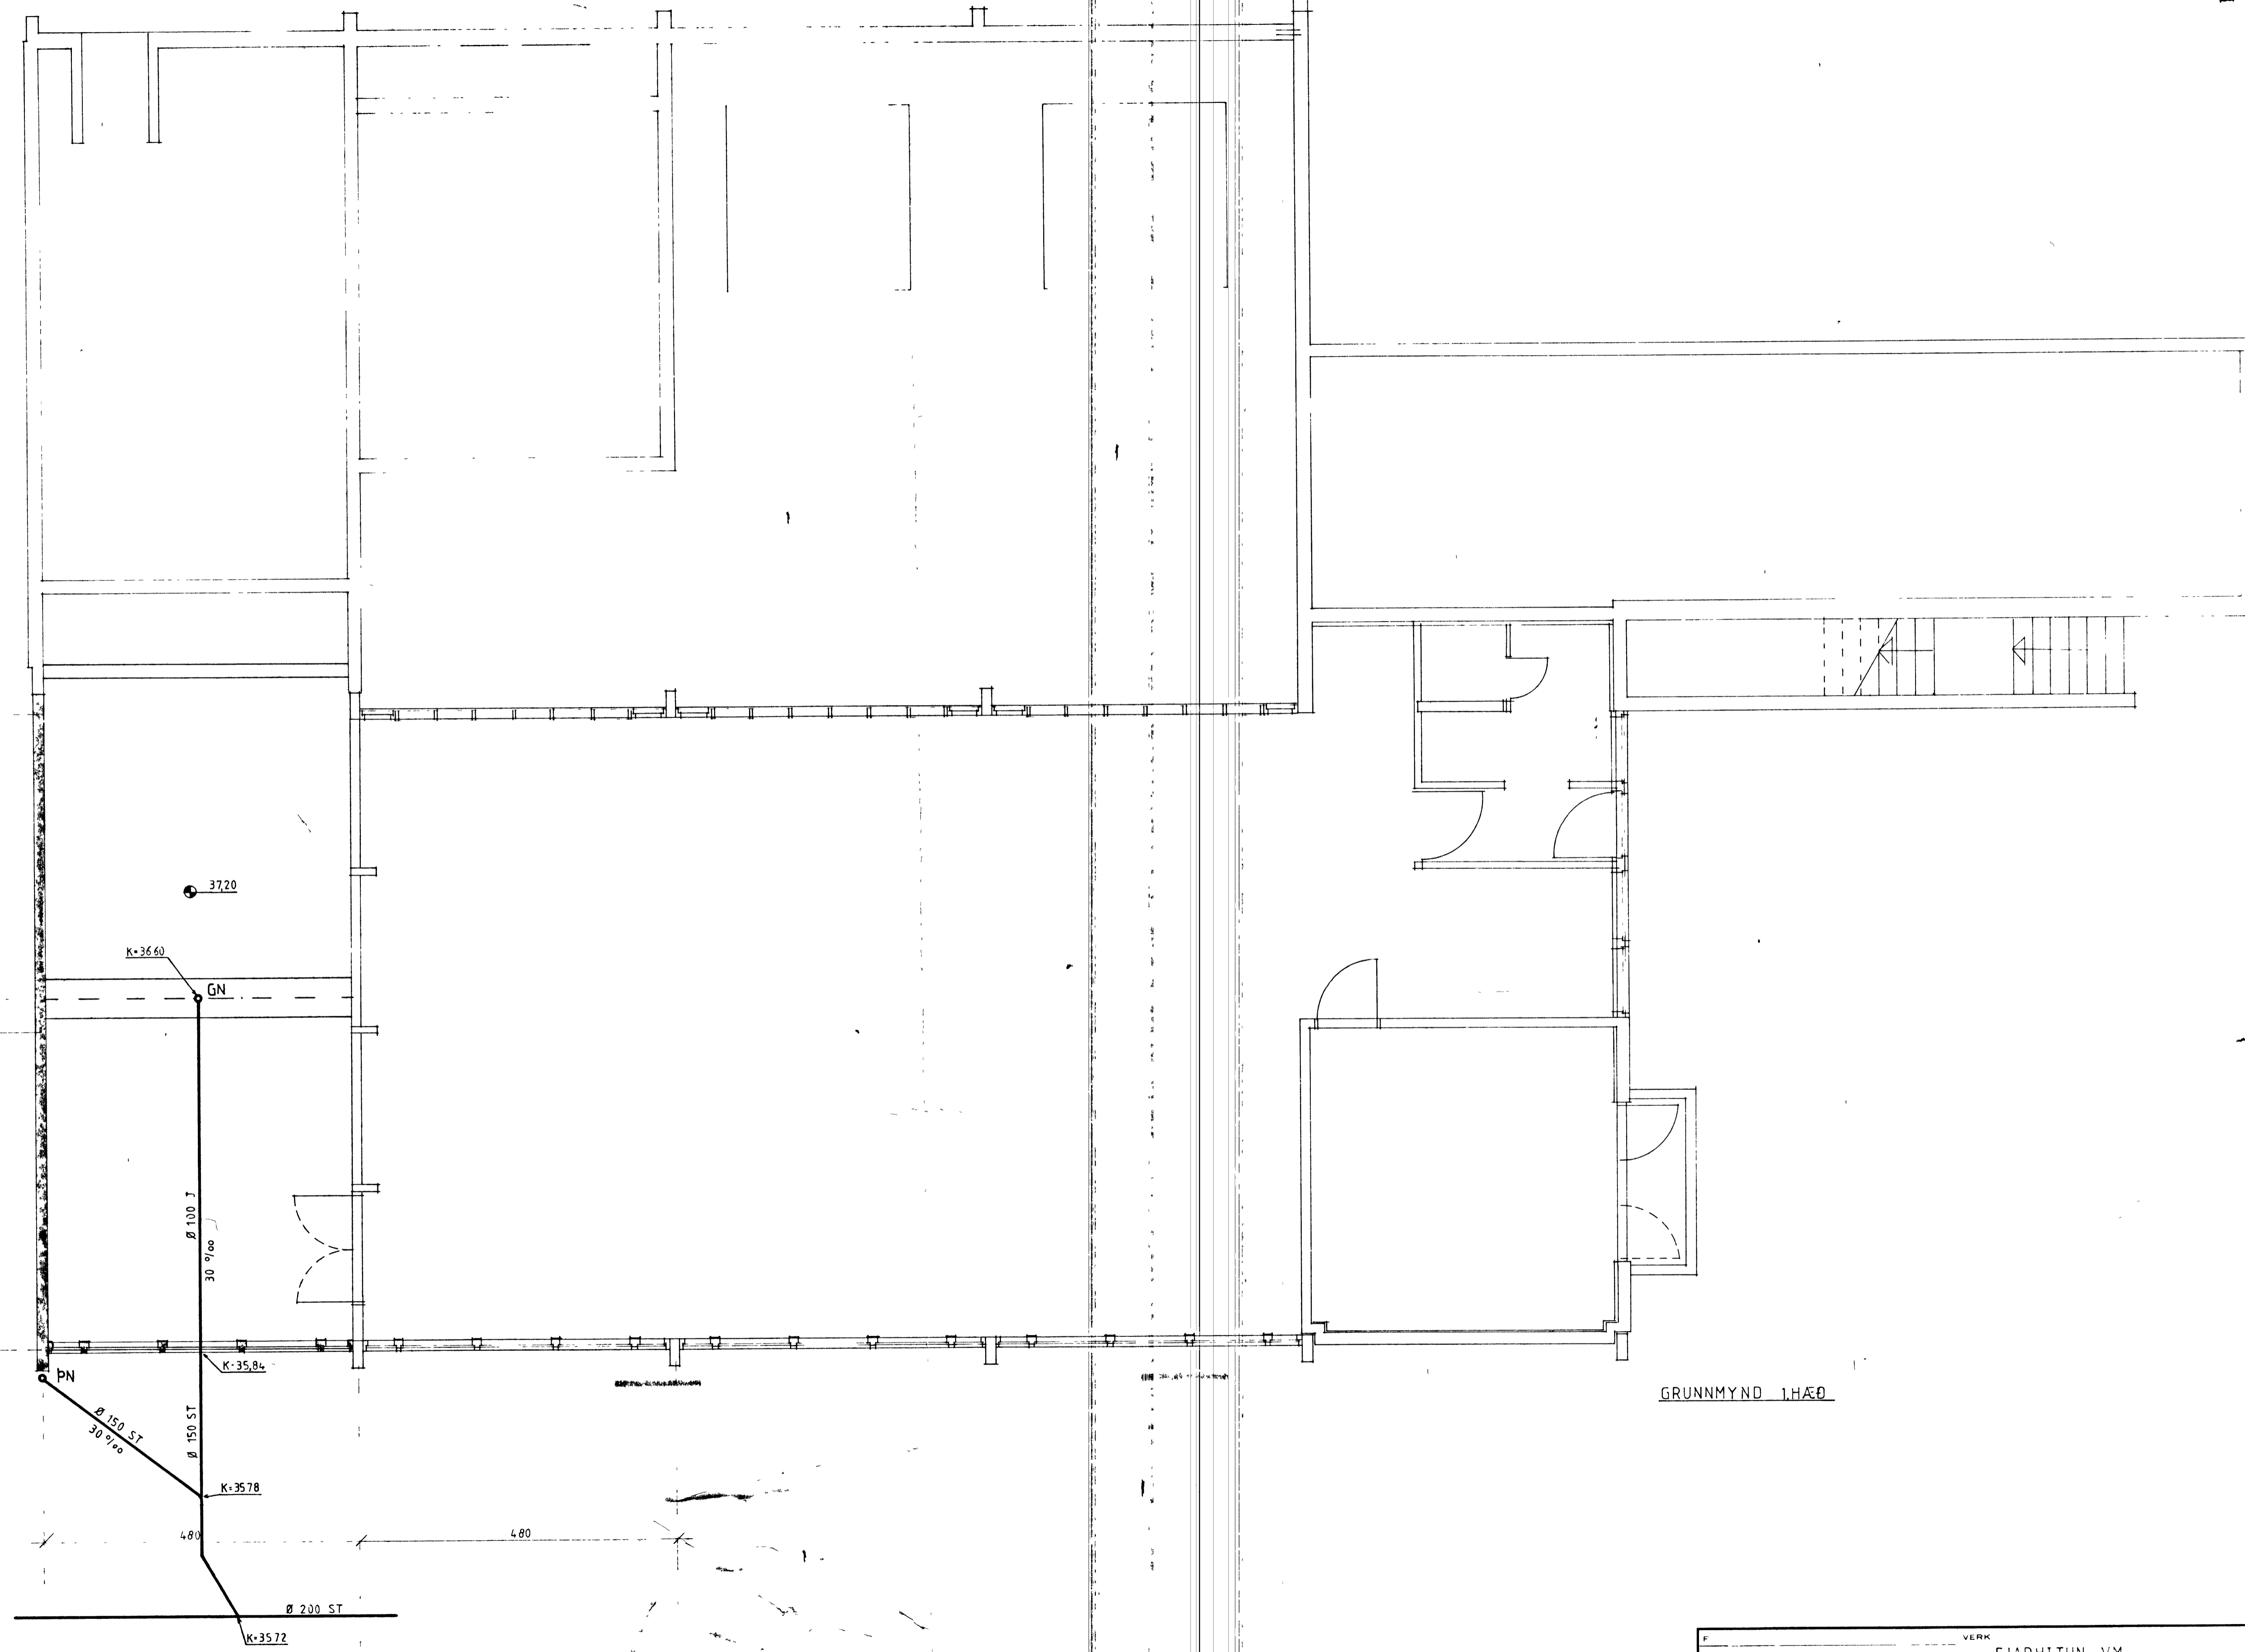 37,20
K=36.60
GN
Ø 100 J
30 ‰
K=35,84
ÞN
Ø 150 ST
30 ‰
Ø 150 ST
K=35.78
480
480
Ø 200 ST
K=35.72
GRUNNMYND 1.HÆÐ
F
VERK